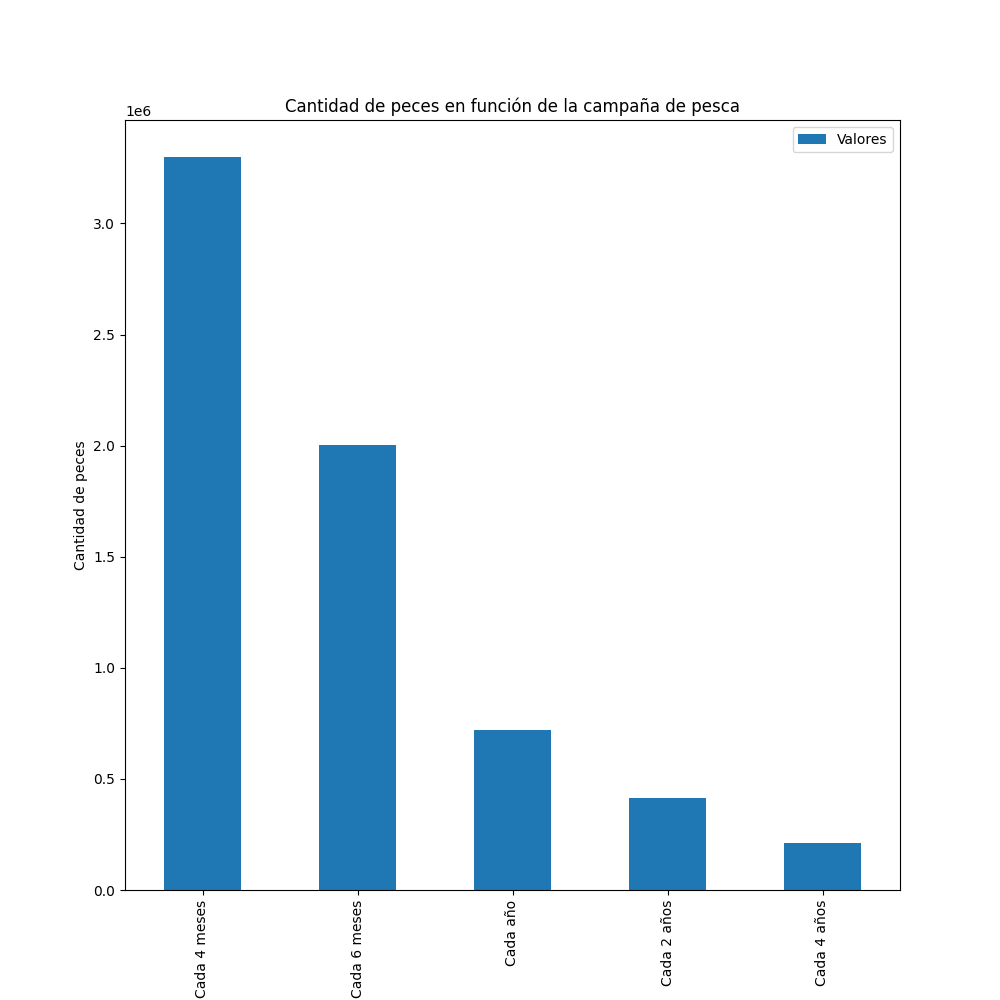 Cantidad de peces en función de la campaña de pesca
1e6
Valores
3.0
2.5
2.0
1.5
1.0
0.5
0.0
Cantidad de peces
Cada 4 meses
Cada 6 meses
Cada año
Cada 2 años
Cada 4 años